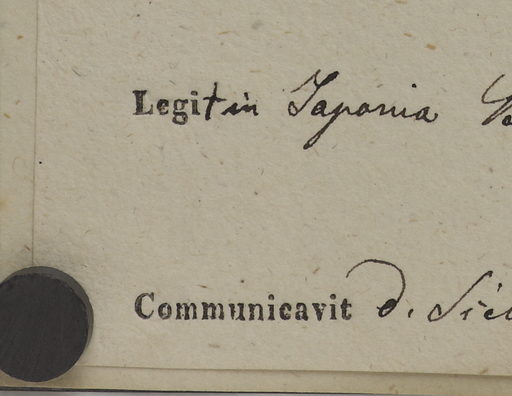 Legit in Japonia
Communicavit d.